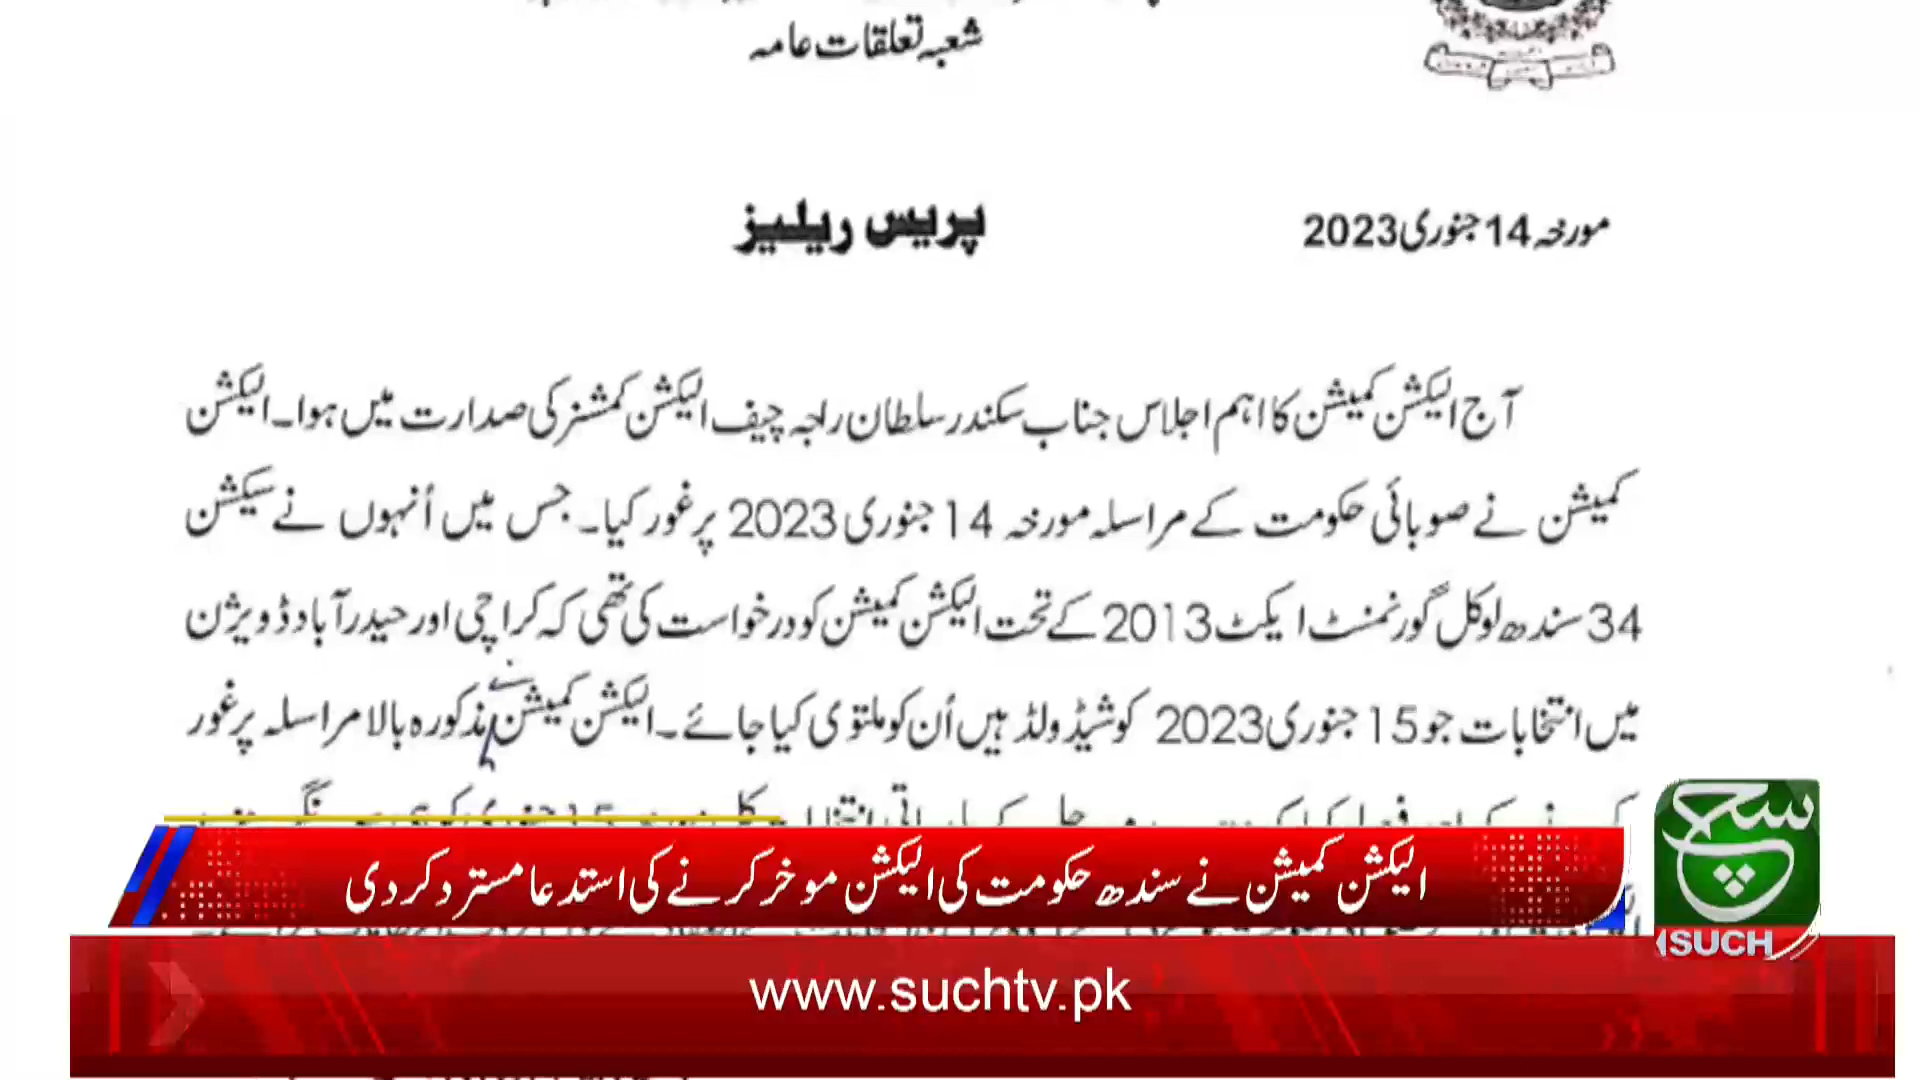 شعبہ تعلقات عامہ
مورخہ 14 جنوری 2023
پریس ریلیز
آج الیکشن کمیشن کا اہم اجلاس جناب سکندر سلطان راجہ چیف الیکشن کمشنر کی صدارت میں ہوا۔ الیکشن
کمیشن نے صوبائی حکومت کے مراسلہ مورخہ 14 جنوری 2023 پر غور کیا۔ جس میں اُنہوں نے سیکشن
34 سندھ لوکل گورنمنٹ ایکٹ 2013 کے تحت الیکشن کمیشن کو درخواست کی تھی کہ کراچی اور حیدر آباد ڈویژن
میں انتخابات جو 15 جنوری 2023 کو شیڈولڈ ہیں اُن کو ملتوی کیا جائے۔ الیکشن کمیشن نے مذکورہ بالا مراسلہ پر غور
الیکشن کمیشن نے سندھ حکومت کی الیکشن موخر کرنے کی استدعا مسترد کر دی
سچ
SUCH
www.suchtv.pk